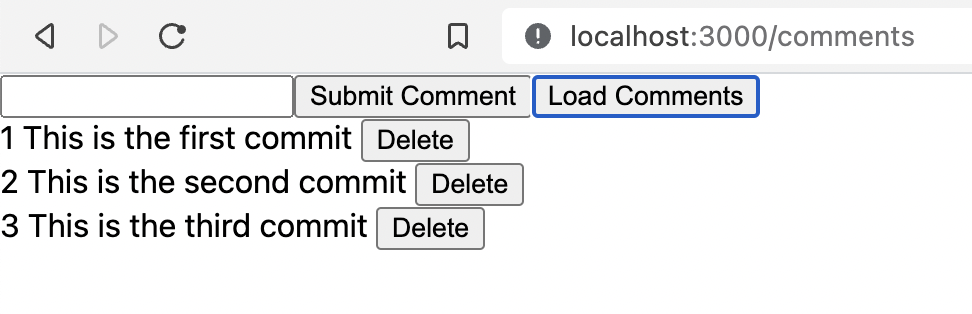 localhost:3000/comments
Submit Comment Load Comments
1 This is the first commit Delete
2 This is the second commit Delete
3 This is the third commit Delete